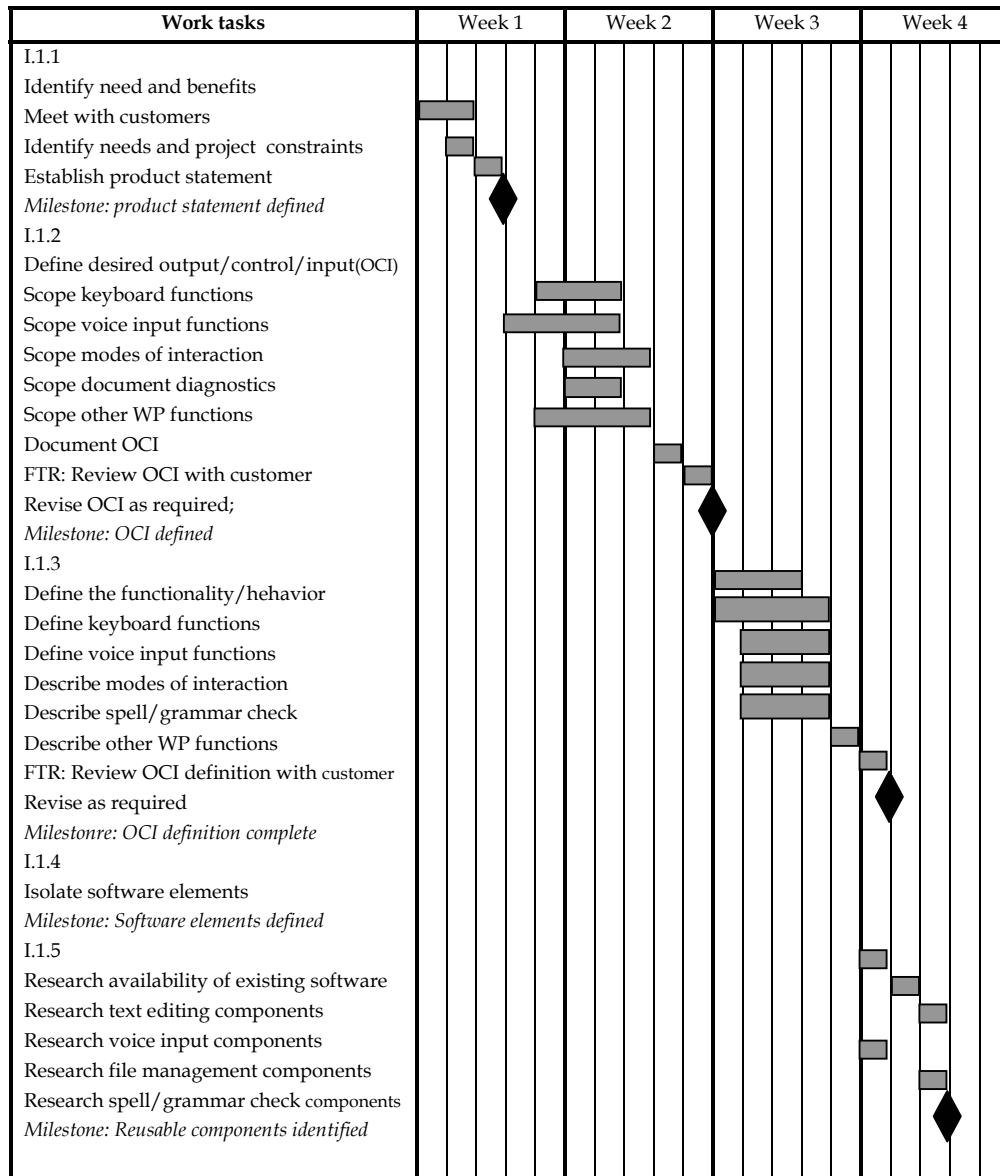 Work tasks Week 1 Week 2 Week 3 Week 4
I.1.1
Identify need and benefits
Meet with customers
Identify needs and project constraints
Establish product statement
Milestone: product statement defined
I.1.2
Define desired output/control/input(OCI)
Scope keyboard functions
Scope voice input functions
Scope modes of interaction
Scope document diagnostics
Scope other WP functions
Document OCI
FTR: Review OCI with customer
Revise OCI as required;
Milestone: OCI defined
I.1.3
Define the functionality/hehavior
Define keyboard functions
Define voice input functions
Describe modes of interaction
Describe spell/grammar check
Describe other WP functions
FTR: Review OCI definition with customer
Revise as required
Milestonre: OCI definition complete
I.1.4
Isolate software elements
Milestone: Software elements defined
I.1.5
Research availability of existing software
Research text editing components
Research voice input components
Research file management components
Research spell/grammar check components
Milestone: Reusable components identified